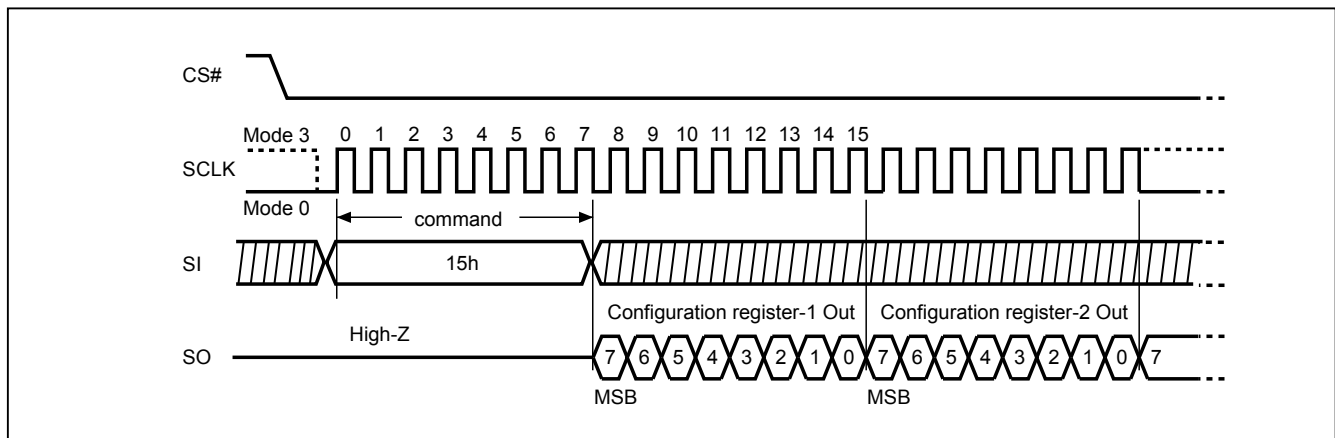 CS#
Mode 3
0 1 2 3 4 5 6 7 8 9 10 11 12 13 14 15
SCLK
Mode 0
command
SI
15h
Configuration register-1 Out
Configuration register-2 Out
High-Z
SO
7 6 5 4 3 2 1 0 7 6 5 4 3 2 1 0 7
MSB
MSB